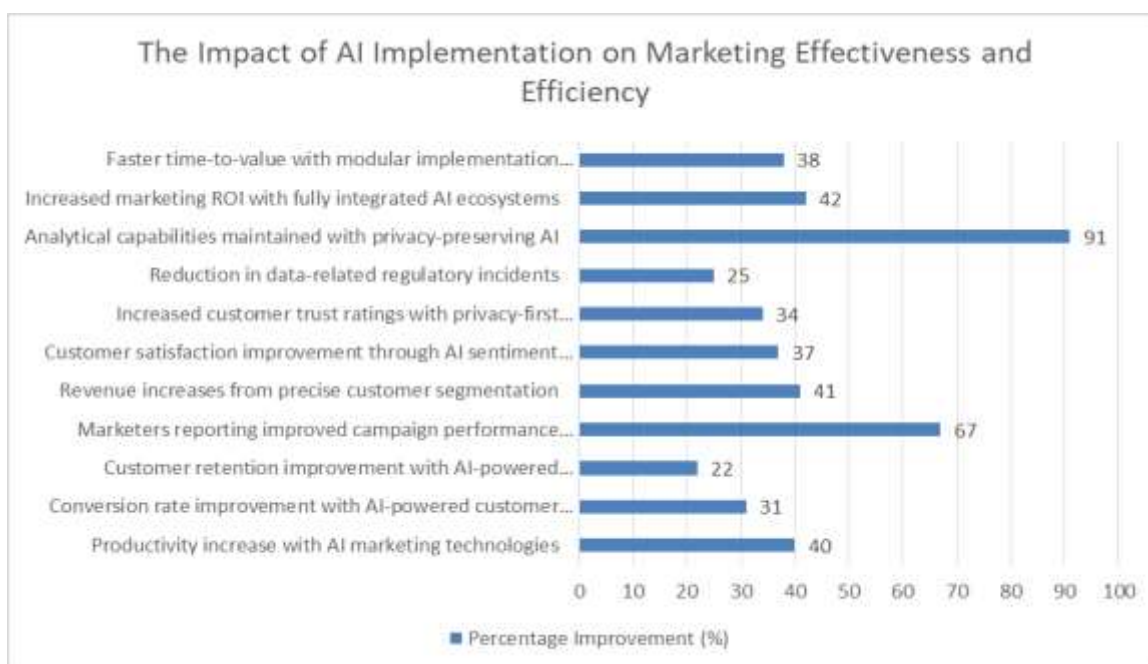 The Impact of AI Implementation on Marketing Effectiveness and
Efficiency
Faster time-to-value with modular implementation... 38
Increased marketing ROI with fully integrated AI ecosystems 42
Analytical capabilities maintained with privacy-preserving AI 91
Reduction in data-related regulatory incidents 25
Increased customer trust ratings with privacy-first... 34
Customer satisfaction improvement through AI sentiment... 37
Revenue increases from precise customer segmentation 41
Marketers reporting improved campaign performance... 67
Customer retention improvement with AI-powered... 22
Conversion rate improvement with AI-powered customer... 31
Productivity increase with AI marketing technologies 40
0 10 20 30 40 50 60 70 80 90 100
Percentage Improvement (%)